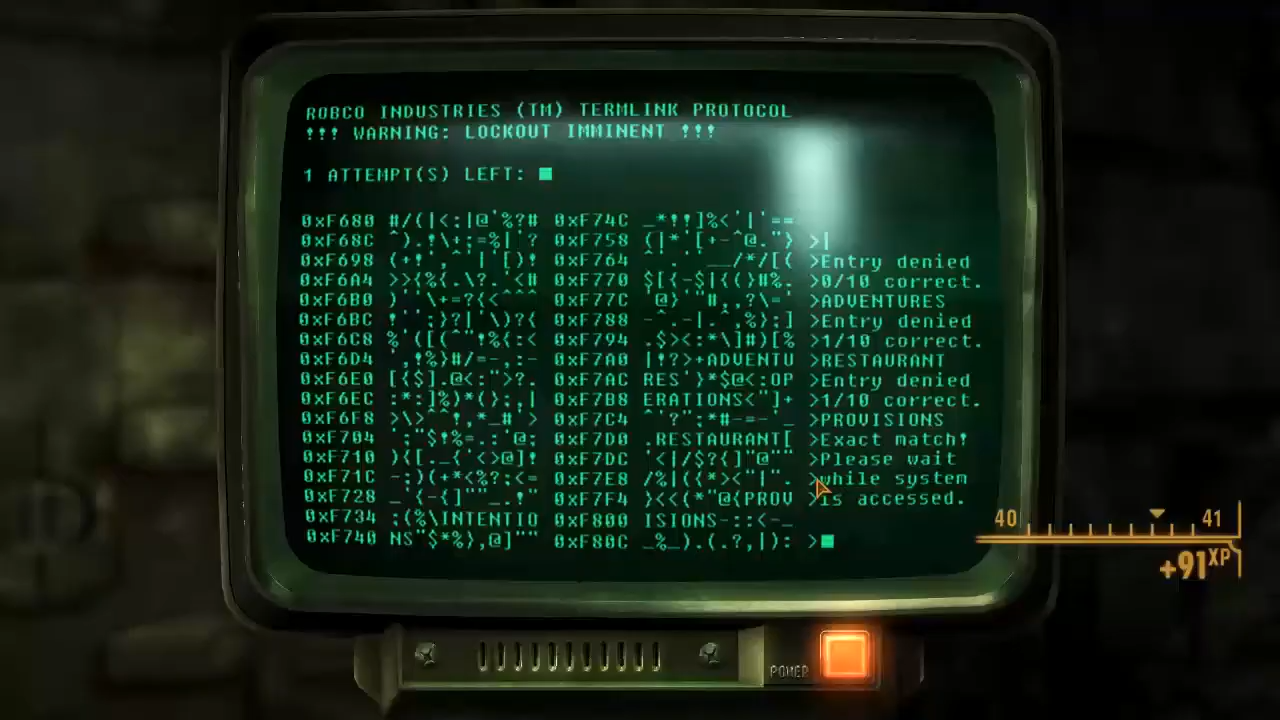 ROBCO INDUSTRIES (TM) TERMLINK PROTOCOL
!!! WARNING: LOCKOUT IMMINENT !!!
1 ATTEMPT(S) LEFT:
0xF680 #/(|<:|@'%?#
0xF68C ^).!\+;=%|'?
0xF698 (+!',^¨|'[)!
0xF6A4 >>{%{.\?.'<#
0xF6B0 )'¨\+=?{<^^^
0xF6BC
0xF6C8 %'([(^"!%{:<
0xF6D4 ',!%}#/=-,:-
0xF6E0 [{$].@<:">?.
0xF6EC :*:]%)*(};,|
0xF6F8 >\>^^!,*_#'>
0xF704
0xF710 ){[._{'<>@]!
0xF71C -;)(+*<%?;<=
0xF728 _'{-{]""_.!"
0xF734 ;(%\INTENTIO
0xF740 NS"$*%},@]""
0xF74C _*!!]%<'|'==
0xF758 (|*'[+-^@."}
0xF764
0xF770 $[{-$|{(}#%.
0xF77C '@}'"#,,?\='
0xF788 -^.-|.^,%};]
0xF794 .$><:*\]#)[%
0xF7A0 |!?>+ADVENTU
0xF7AC RES'}*$@<:OP
0xF7B8 ERATIONS<"]+
0xF7C4 ^'?";*#-=-'_
0xF7D0 .RESTAURANT[
0xF7DC '<|/$?{]"@""
0xF7E8 /%|({*><"|".
0xF7F4 }<<(*"@{PROV
0xF800 ISIONS-::<-_
0xF80C _%_).(.?,|):
>|
>Entry denied
>0/10 correct.
>ADVENTURES
>Entry denied
>1/10 correct.
>RESTAURANT
>Entry denied
>1/10 correct.
>PROVISIONS
>Exact match!
>Please wait
>while system
>is accessed.
>
40 41
+91XP
POWER